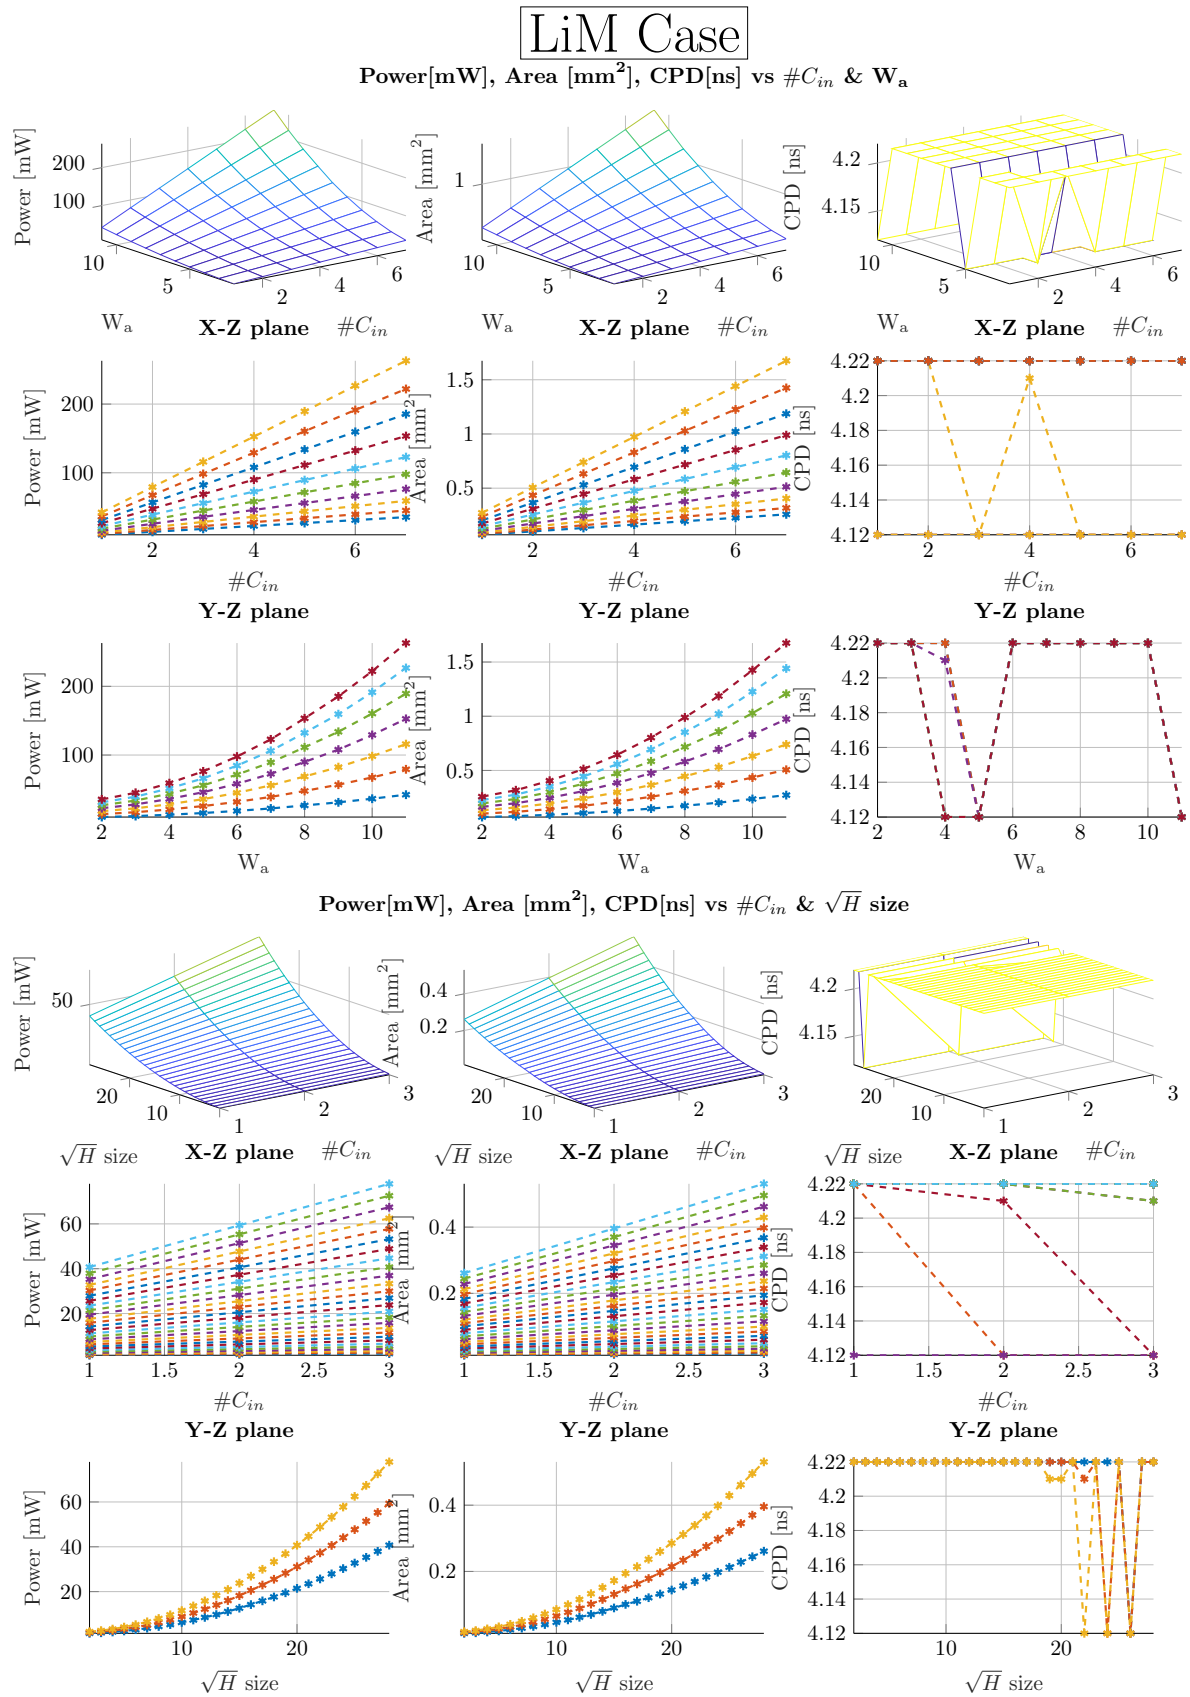 LiM Case
Power[mW], Area [mm²], CPD[ns] vs #C_in & W_a
Power [mW]
200
100
10
5
2
4
6
W_a
#C_in
Area [mm²]
1
10
5
2
4
6
W_a
#C_in
CPD [ns]
4.2
4.15
10
5
2
4
6
W_a
#C_in
X-Z plane
Power [mW]
200
100
2
4
6
#C_in
X-Z plane
Area [mm²]
1.5
1
0.5
2
4
6
#C_in
X-Z plane
CPD [ns]
4.22
4.2
4.18
4.16
4.14
4.12
2
4
6
#C_in
Y-Z plane
Power [mW]
200
100
2
4
6
8
10
W_a
Y-Z plane
Area [mm²]
1.5
1
0.5
2
4
6
8
10
W_a
Y-Z plane
CPD [ns]
4.22
4.2
4.18
4.16
4.14
4.12
2
4
6
8
10
W_a
Power[mW], Area [mm²], CPD[ns] vs #C_in & √H size
Power [mW]
50
20
10
1
2
3
√H size
#C_in
Area [mm²]
0.4
0.2
20
10
1
2
3
√H size
#C_in
CPD [ns]
4.2
4.15
20
10
1
2
3
√H size
#C_in
X-Z plane
Power [mW]
60
40
20
1
1.5
2
2.5
3
#C_in
X-Z plane
Area [mm²]
0.4
0.2
1
1.5
2
2.5
3
#C_in
X-Z plane
CPD [ns]
4.22
4.2
4.18
4.16
4.14
4.12
1
1.5
2
2.5
3
#C_in
Y-Z plane
Power [mW]
60
40
20
10
20
√H size
Y-Z plane
Area [mm²]
0.4
0.2
10
20
√H size
Y-Z plane
CPD [ns]
4.22
4.2
4.18
4.16
4.14
4.12
10
20
√H size